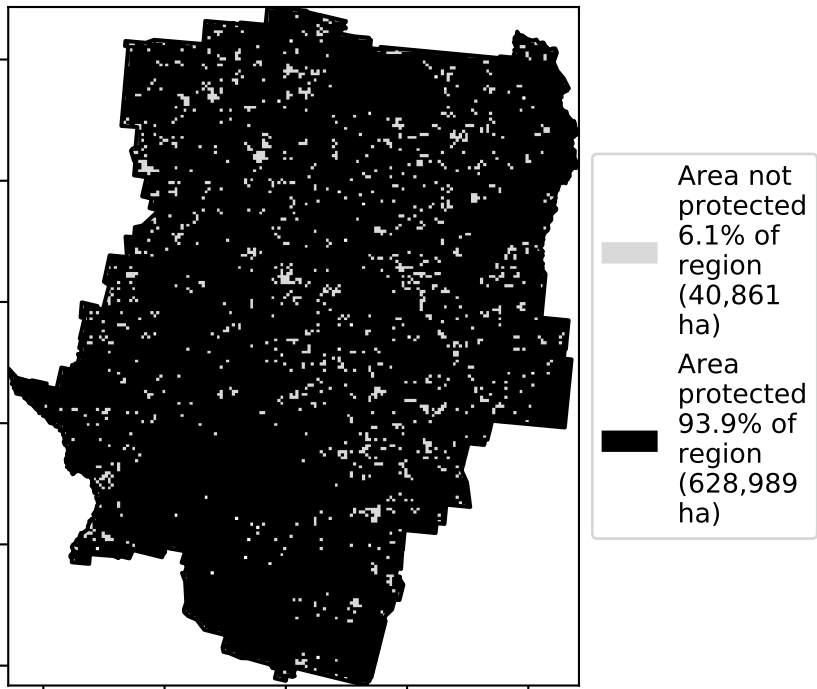 Area not
protected
6.1% of
region
(40,861
ha)
Area
protected
93.9% of
region
(628,989
ha)